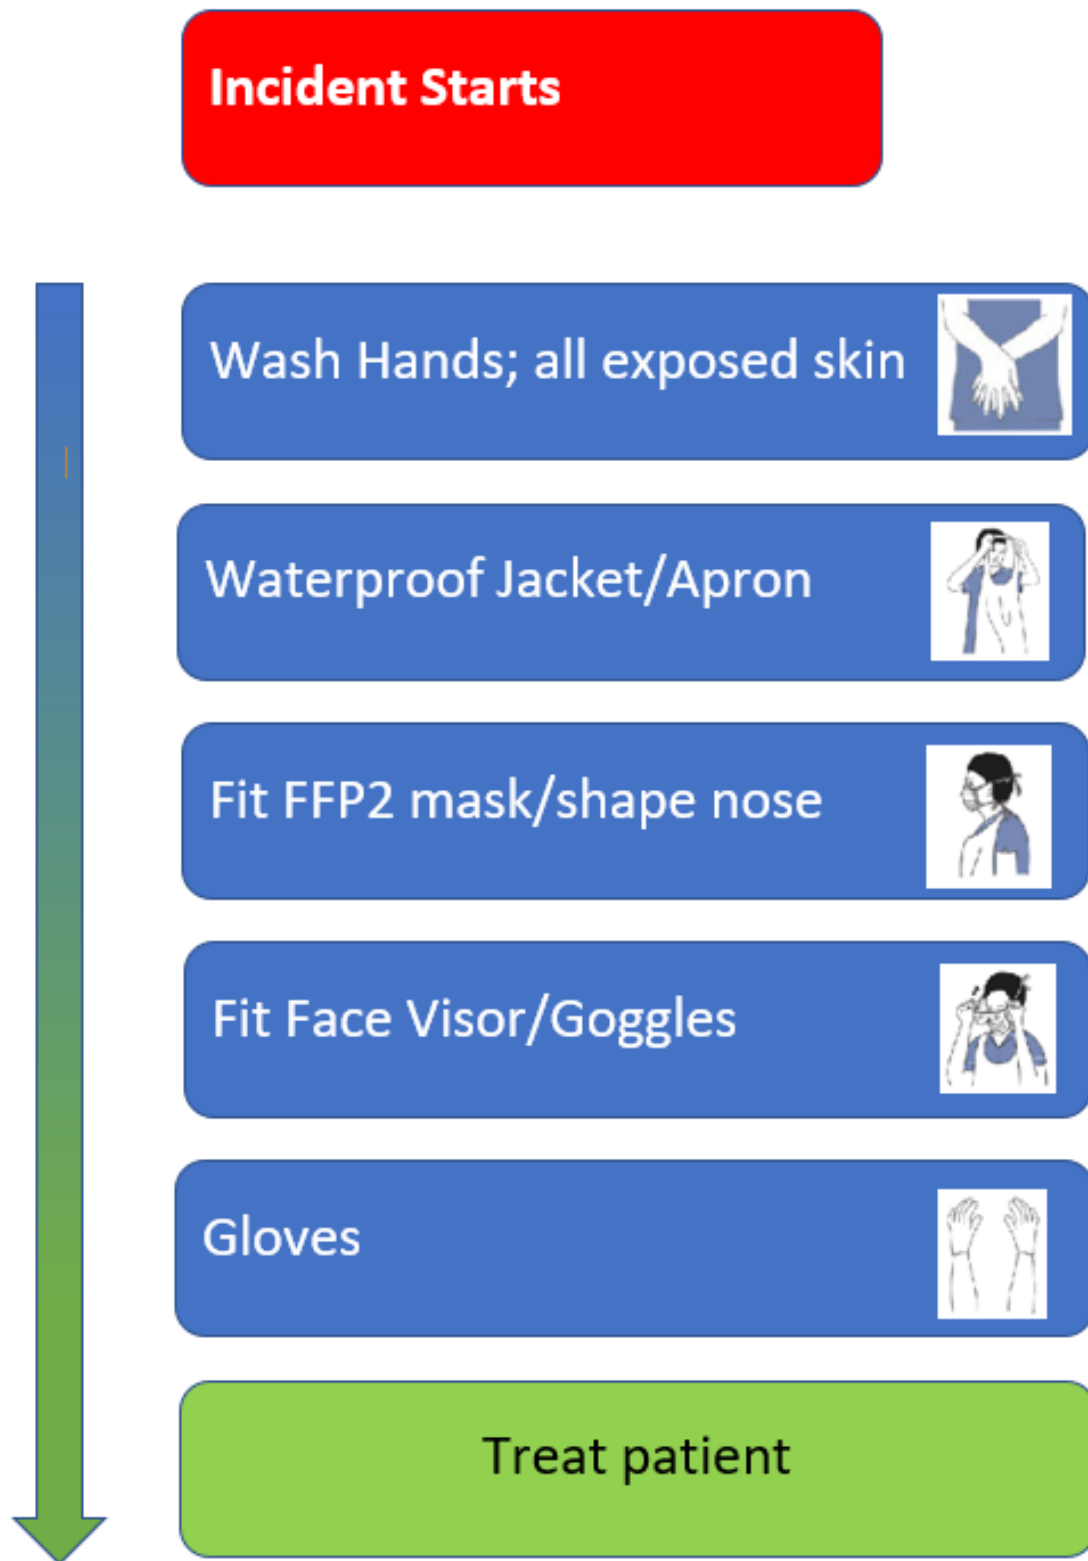 Incident Starts
Wash Hands; all exposed skin
Waterproof Jacket/Apron
Fit FFP2 mask/shape nose
Fit Face Visor/Goggles
Gloves
Treat patient